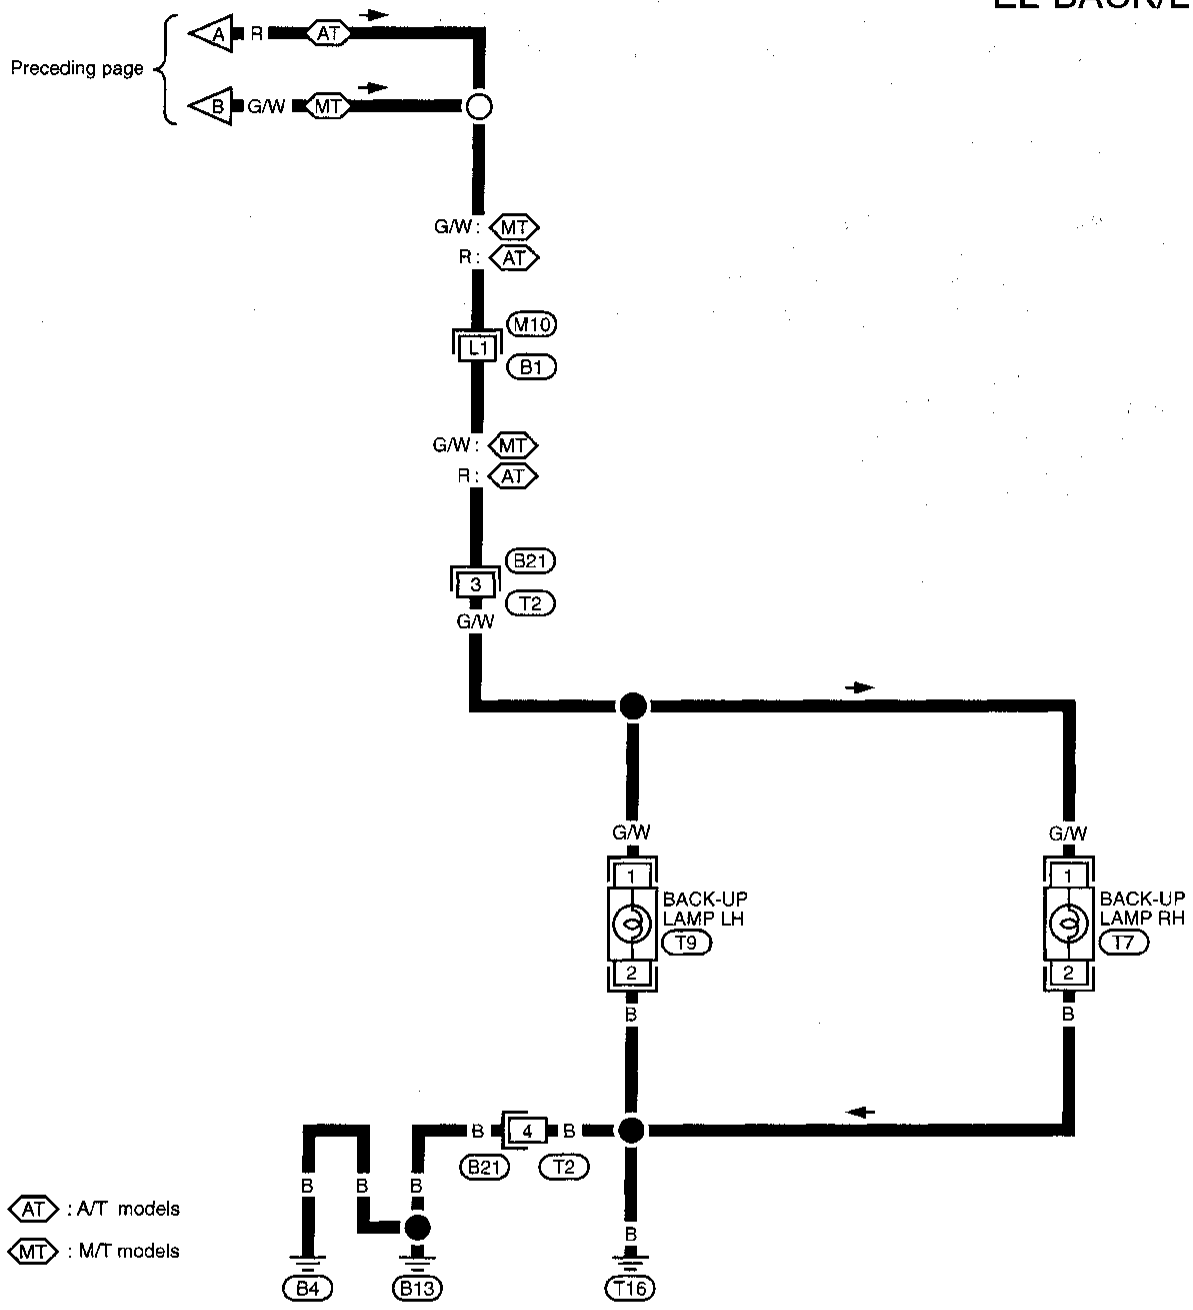 A R AT
Preceding page
B G/W MT
G/W : MT
R : AT
M10
L1
B1
G/W : MT
R : AT
B21
3
T2
G/W
G/W
G/W
1
1
BACK-UP
LAMP LH
T9
BACK-UP
LAMP RH
T7
2
2
B
B
B 4 B
B21 T2
B B B
AT : A/T models
B
MT : M/T models
B4 B13 T16